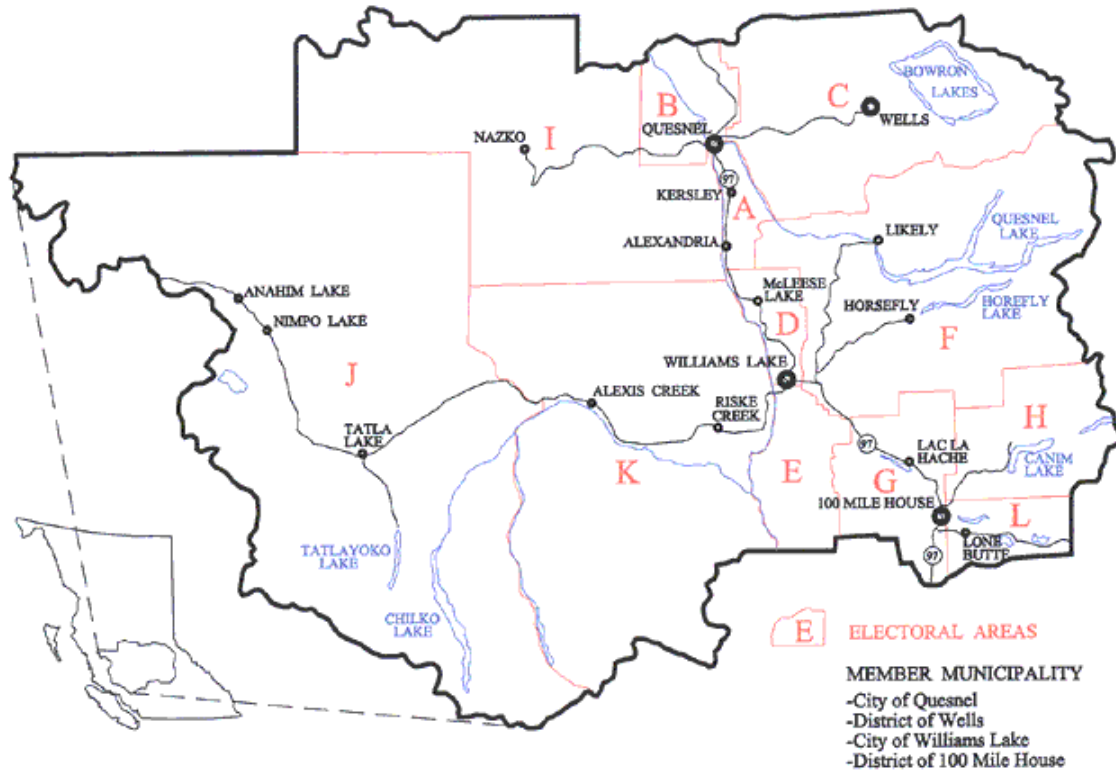 BOWRON
LAKES
B
C
WELLS
QUESNEL
NAZKO
I
97
KERSLEY
A
QUESNEL
LAKE
LIKELY
ALEXANDRIA
ANAHIM LAKE
McLEESE
LAKE
HORSEFLY
HOREFLY
LAKE
NIMPO LAKE
D
F
WILLIAMS LAKE
J
ALEXIS CREEK
RISKE
CREEK
H
TATLA
LAKE
97
LAC LA
HACHE
CANIM
LAKE
K
E
G
100 MILE HOUSE
L
LONE
BUTTE
97
TATLAYOKO
LAKE
CHILKO
LAKE
E
ELECTORAL AREAS
MEMBER MUNICIPALITY
-City of Quesnel
-District of Wells
-City of Williams Lake
-District of 100 Mile House